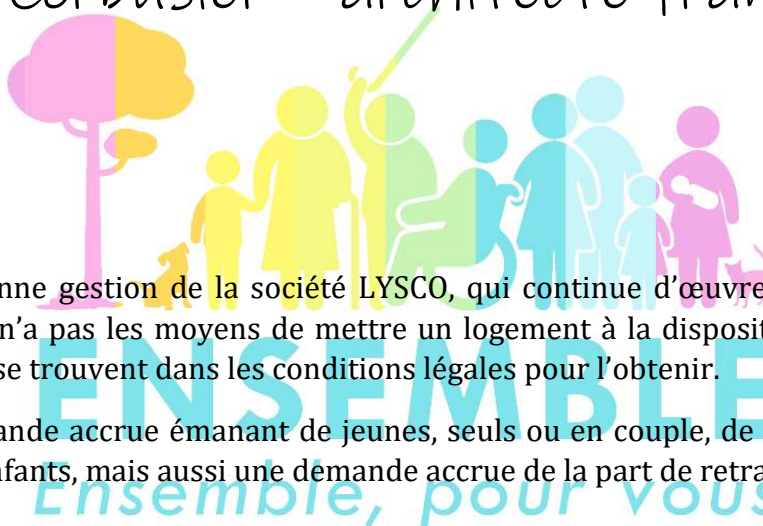 Corbusier – architecte fran
nne gestion de la société LYSCO, qui continue d’œuvre
n’a pas les moyens de mettre un logement à la disposit
se trouvent dans les conditions légales pour l’obtenir.
ande accrue émanant de jeunes, seuls ou en couple, de
nfants, mais aussi une demande accrue de la part de retra
ENSEMBLE
Ensemble, pour vous